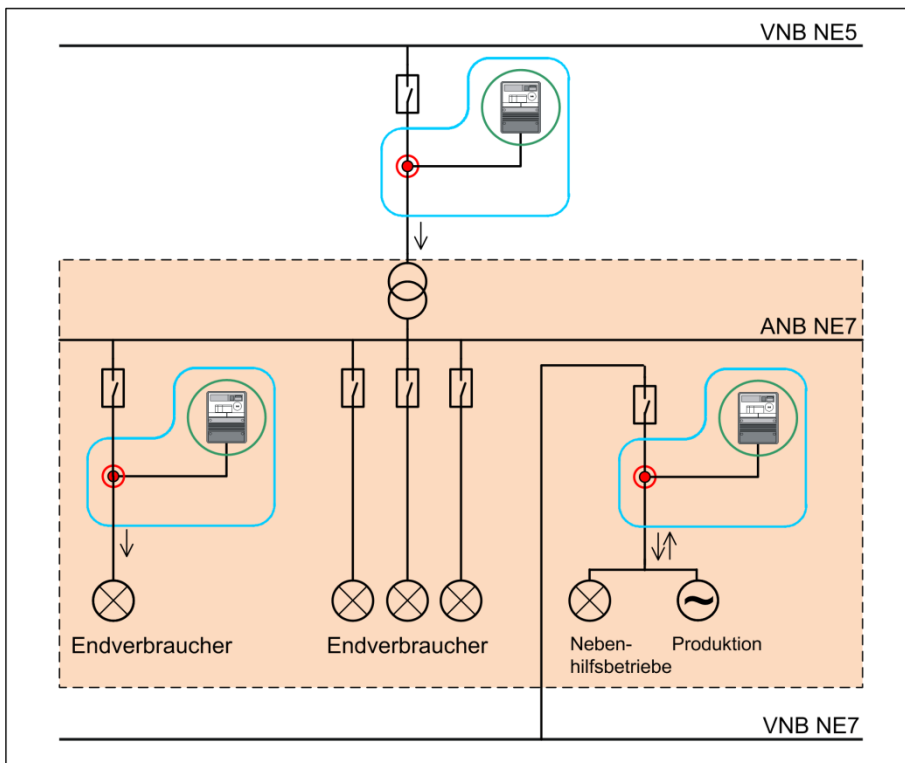 VNB NE5
ANB NE7
Endverbraucher
Endverbraucher
Neben-
hilfsbetriebe
Produktion
VNB NE7